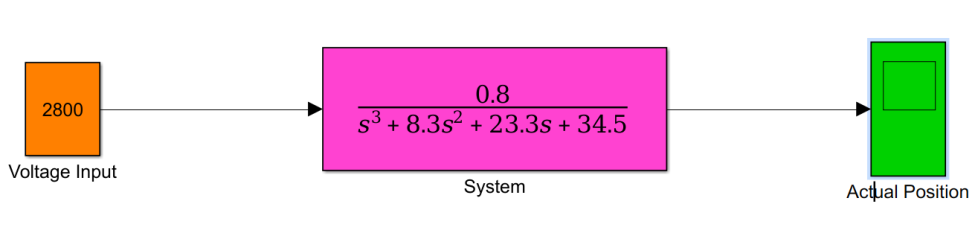 2800
Voltage Input
0.8
s³ + 8.3s² + 23.3s + 34.5
System
Actual Position